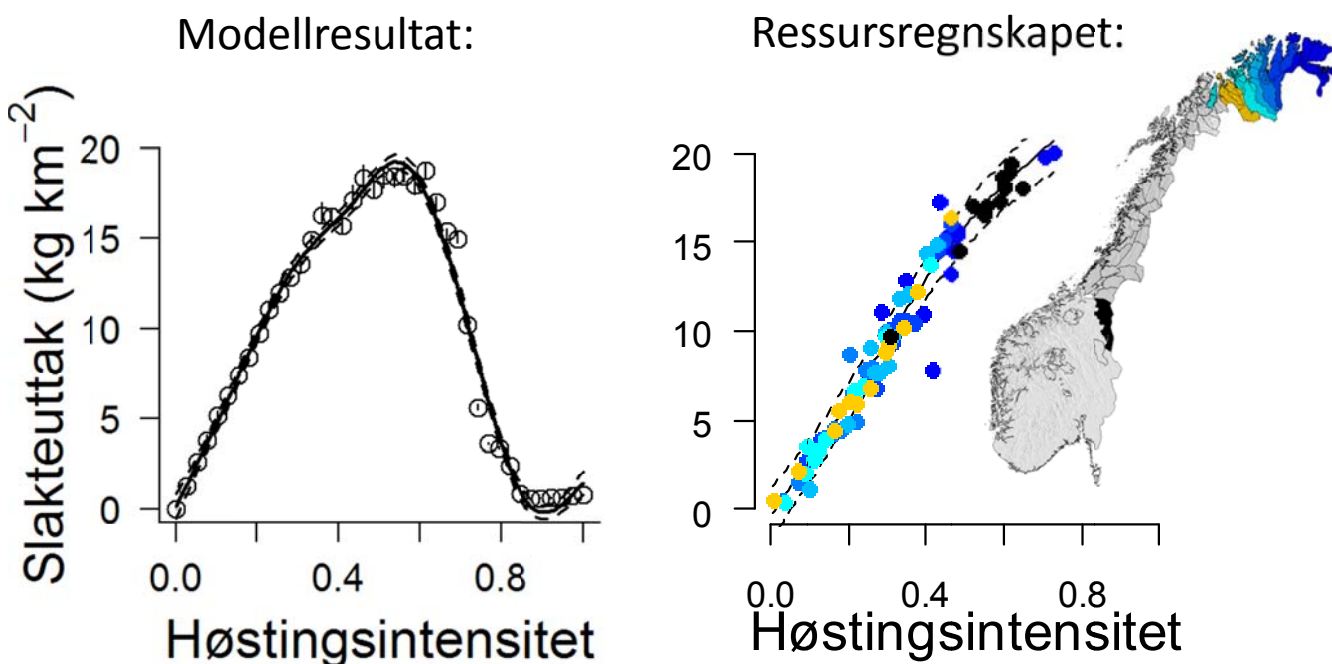 Modellresultat:
Slakteuttak (kg km⁻²)
20
15
10
5
0
0.0 0.4 0.8
Høstingsintensitet
Ressursregnskapet:
20
15
10
5
0
0.0 0.4 0.8
Høstingsintensitet